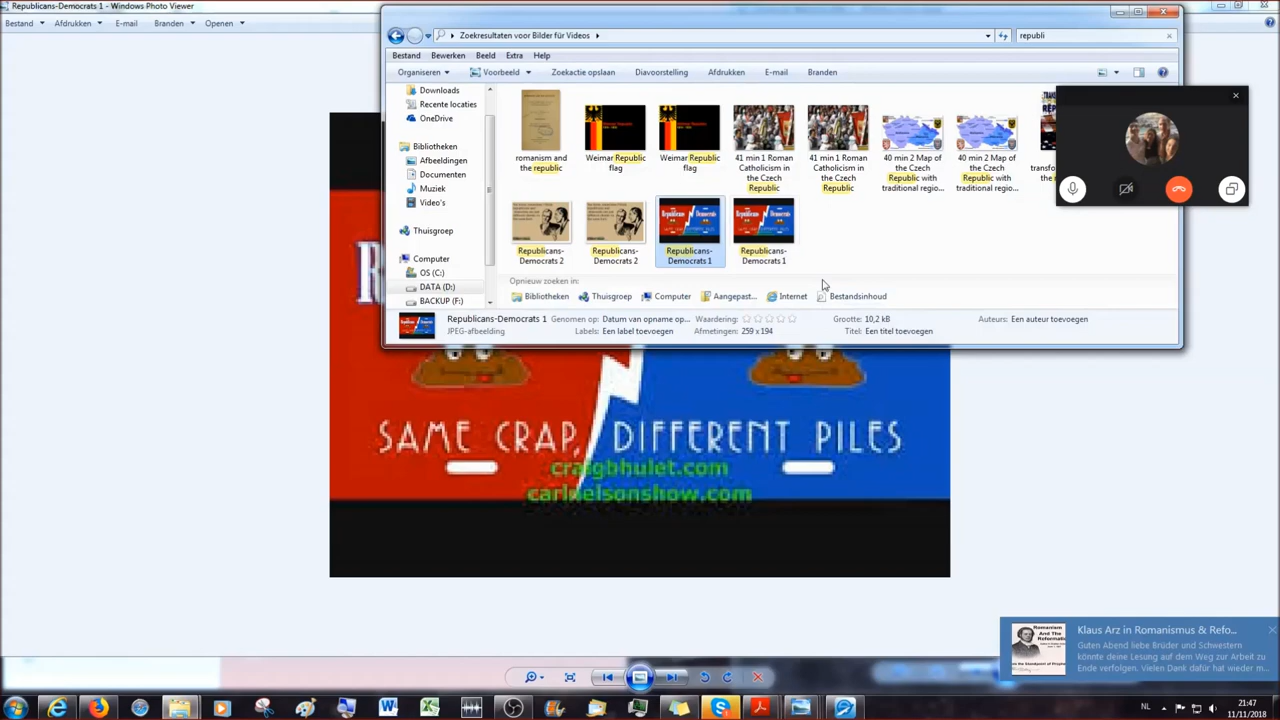 Republicans-Democrats 1 - Windows Photo Viewer
Bestand Afdrukken E-mail Branden Openen
Zoekresultaten voor Bilder für Videos
republi
Bestand Bewerken Beeld Extra Help
Organiseren Voorbeeld Zoekactie opslaan Diavoorstelling Afdrukken E-mail Branden
Downloads
Recente locaties
OneDrive
Bibliotheken
Afbeeldingen
Documenten
Muziek
Video's
Thuisgroep
Computer
OS (C:)
DATA (D:)
BACKUP (F:)
romanism and the republic
Weimar Republic flag
Weimar Republic flag
41 min 1 Roman Catholicism in the Czech Republic
41 min 1 Roman Catholicism in the Czech Republic
40 min 2 Map of the Czech Republic with traditional regio...
40 min 2 Map of the Czech Republic with traditional regio...
Republicans-Democrats 2
Republicans-Democrats 2
Republicans-Democrats 1
Republicans-Democrats 1
Opnieuw zoeken in:
Bibliotheken Thuisgroep Computer Aangepast... Internet Bestandsinhoud
Republicans-Democrats 1 Genomen op: Datum van opname op... Waardering: Grootte: 10,2 kB Auteurs: Een auteur toevoegen
JPEG-afbeelding Labels: Een label toevoegen Afmetingen: 259 x 194 Titel: Een titel toevoegen
SAME CRAP, DIFFERENT PILES
craigbhulet.com
carlnelsonshow.com
Romanism
And The
Reformation
Klaus Arz in Romanismus & Refo...
Guten Abend liebe Brüder und Schwestern
könnte deine Lesung auf dem Weg zur Arbeit zu
Ende verfolgen. Vielen Dank dafür hat wieder m...
NL
21:47
11/11/2018